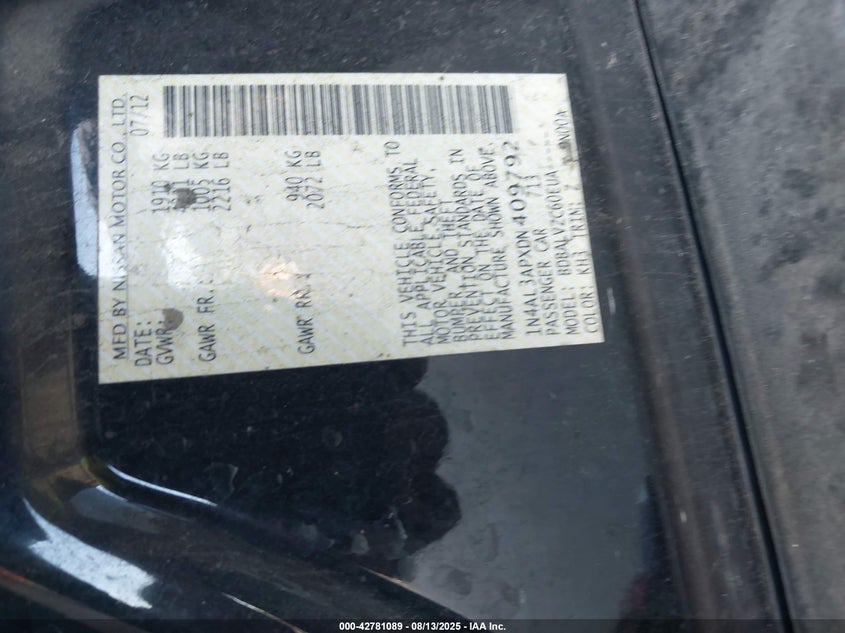 MFD BY NISSAN MOTOR CO., LTD.
DATE: 07/12
GVWR: 1910 KG
LB
GAWR FR.: 1005 KG
2216 LB
GAWR RR.: 940 KG
2072 LB
THIS VEHICLE CONFORMS TO
ALL APPLICABLE FEDERAL
MOTOR VEHICLE SAFETY,
BUMPER, AND THEFT
PREVENTION STANDARDS IN
EFFECT ON THE DATE OF
MANUFACTURE SHOWN ABOVE.
1N4AL3APXDN409792
PASSENGER CAR 713
MODEL: BDBALVZC60EUA-----
COLOR: KH3 TRIM: Z
000-42781089 - 08/13/2025 - IAA Inc.